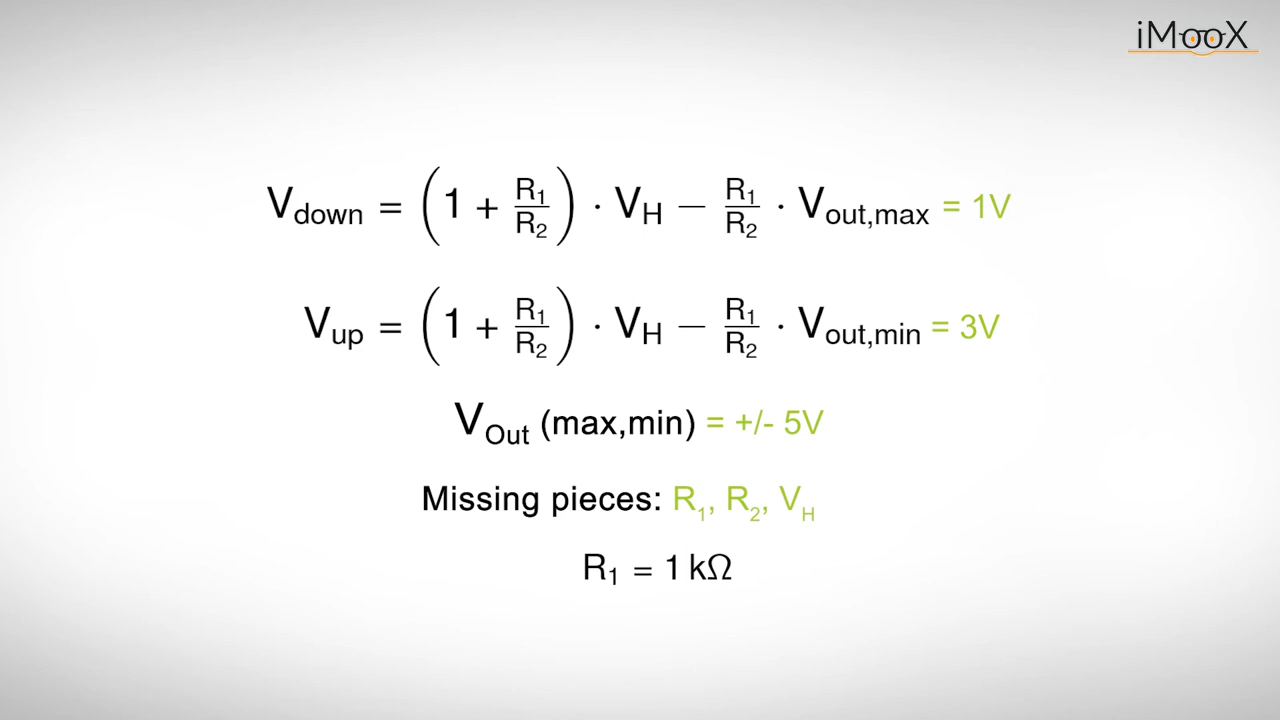 iMooX
V_down = (1 + R₁/R₂) · V_H − R₁/R₂ · V_out,max = 1V
V_up = (1 + R₁/R₂) · V_H − R₁/R₂ · V_out,min = 3V
V_Out (max,min) = +/- 5V
Missing pieces: R₁, R₂, V_H
R₁ = 1 kΩ